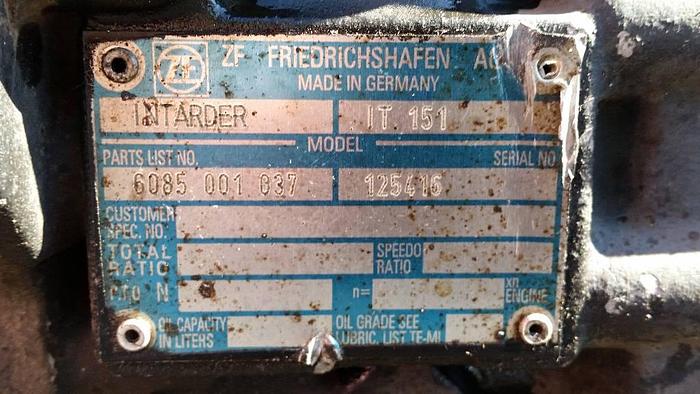 ZF ZF FRIEDRICHSHAFEN AG
MADE IN GERMANY
INTARDER IT 151
MODEL
PARTS LIST NO. SERIAL NO
6085 001 037 125416
CUSTOMER
SPEC. NO.
TOTAL RATIO SPEEDO RATIO
N n= xn ENGINE
OIL CAPACITY IN LITERS OIL GRADE SEE LUBRIC. LIST TE-ML